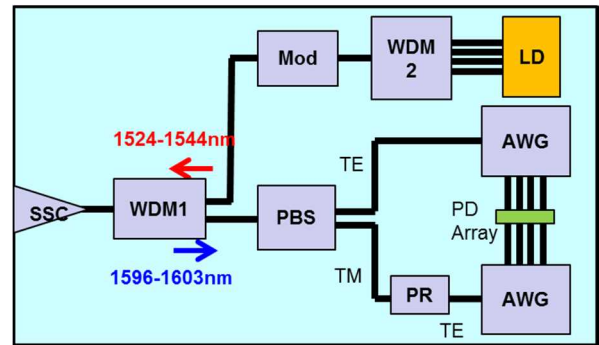 Mod
WDM
2
LD
1524-1544nm
SSC
WDM1
PBS
TE
AWG
PD
Array
1596-1603nm
TM
PR
AWG
TE